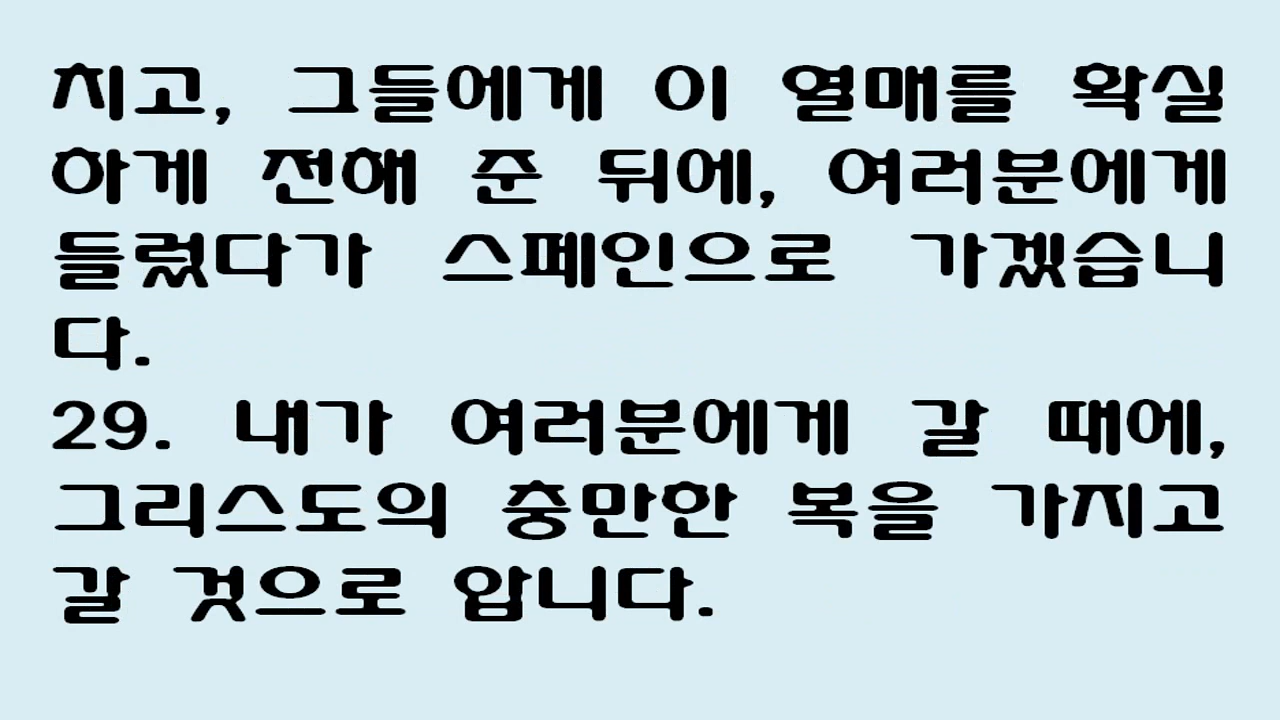 치고, 그들에게 이 열매를 확실
하게 전해 준 뒤에, 여러분에게
들렀다가 스페인으로 가겠습니
다.
29. 내가 여러분에게 갈 때에,
그리스도의 충만한 복을 가지고
갈 것으로 압니다.